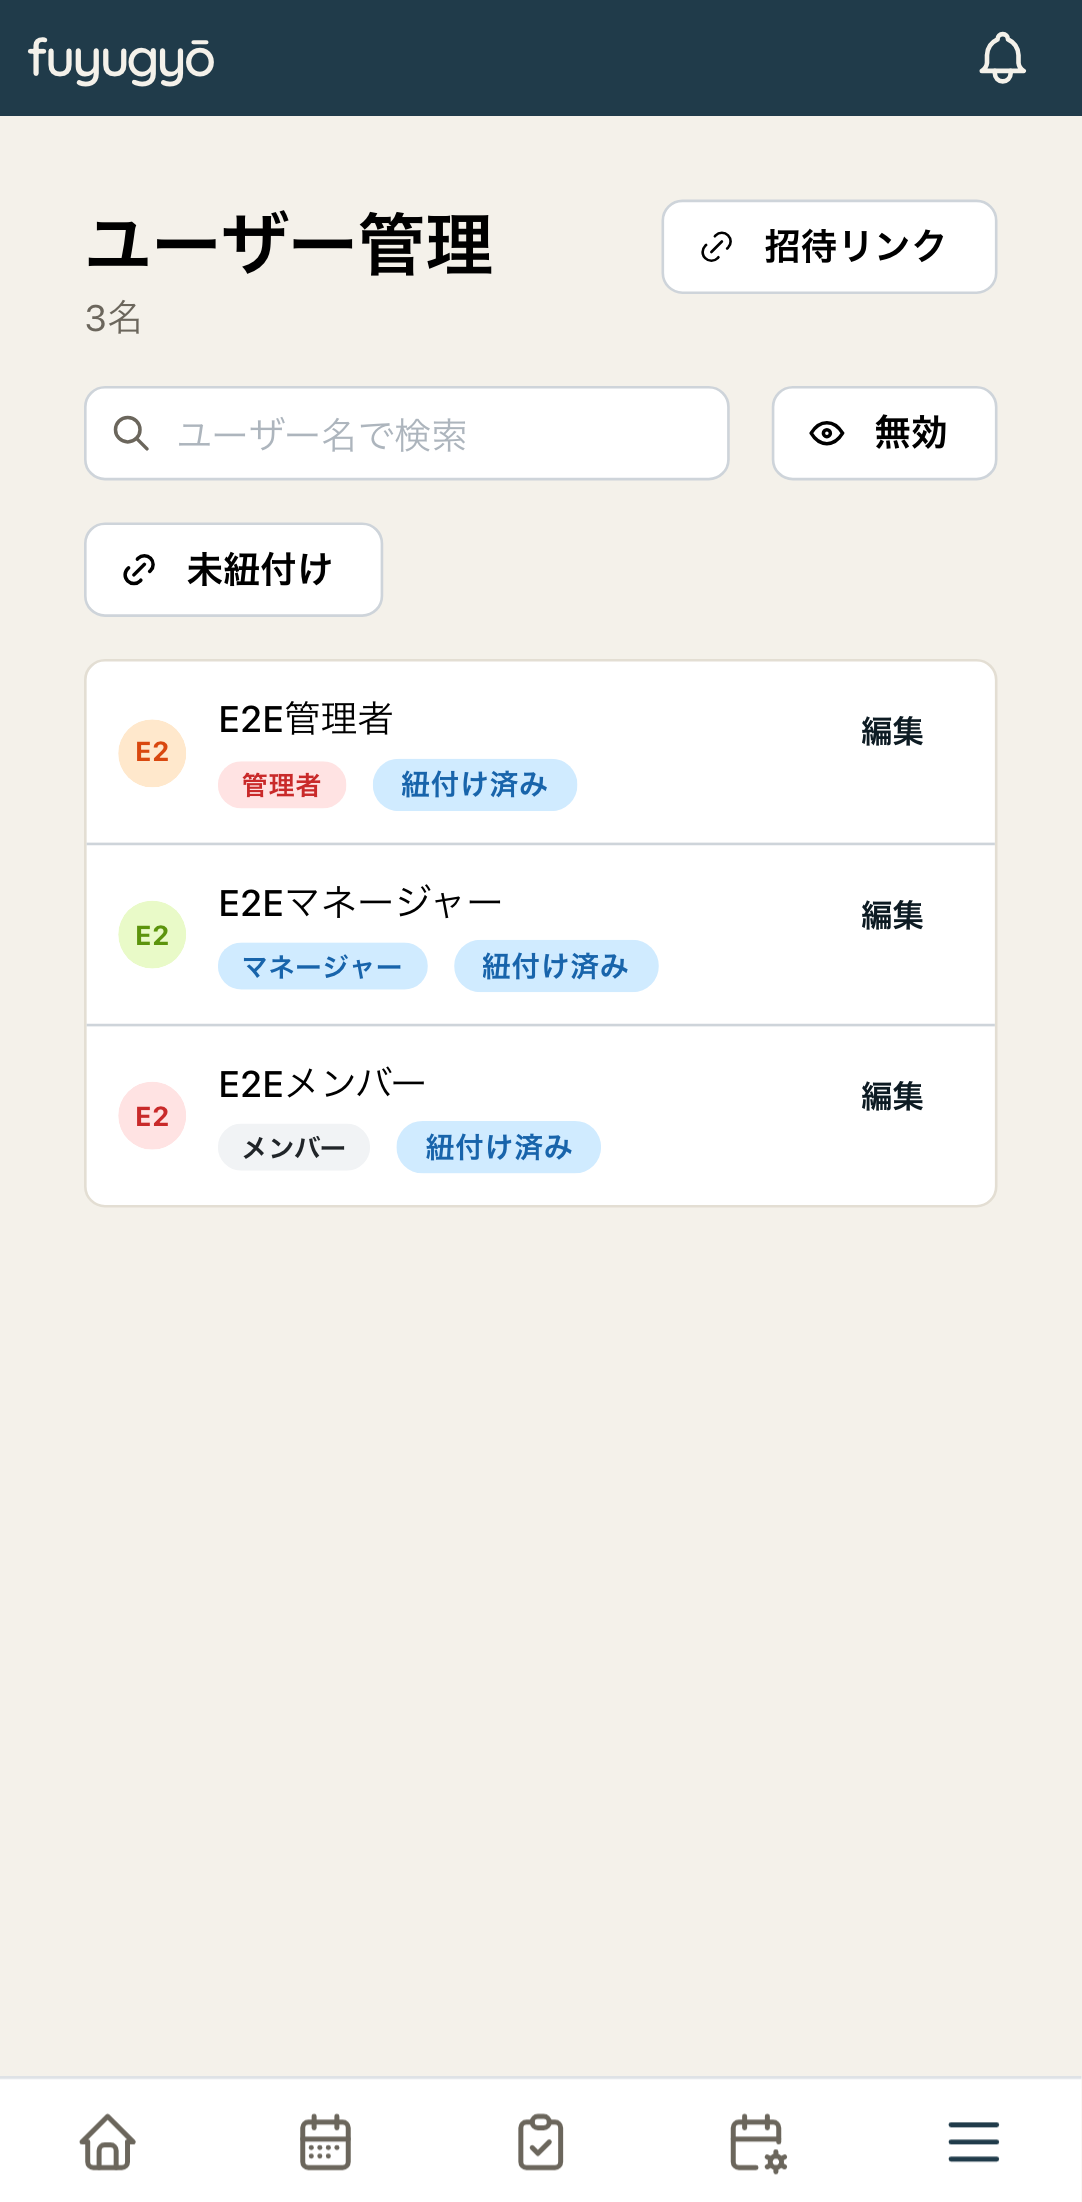 fuyugyō
ユーザー管理
招待リンク
3名
ユーザー名で検索
無効
未紐付け
E2
E2E管理者
編集
管理者
紐付け済み
E2
E2Eマネージャー
編集
マネージャー
紐付け済み
E2
E2Eメンバー
編集
メンバー
紐付け済み